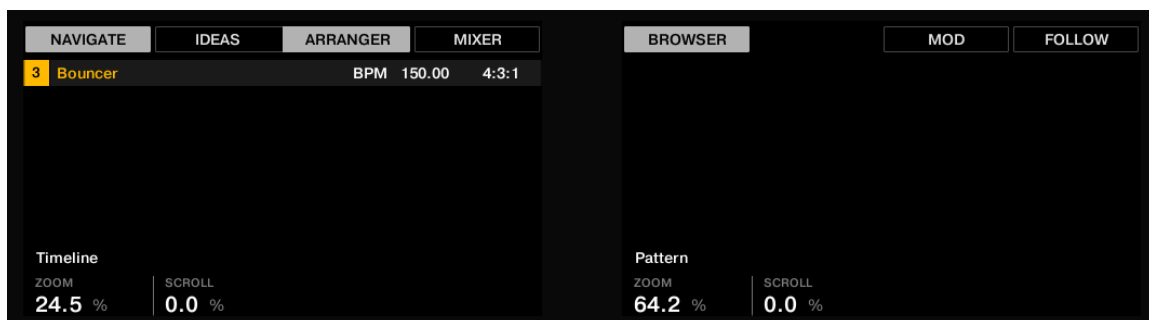 NAVIGATE IDEAS ARRANGER MIXER
3 Bouncer BPM 150.00 4:3:1
Timeline
ZOOM SCROLL
24.5 % 0.0 %
BROWSER MOD FOLLOW
Pattern
ZOOM SCROLL
64.2 % 0.0 %